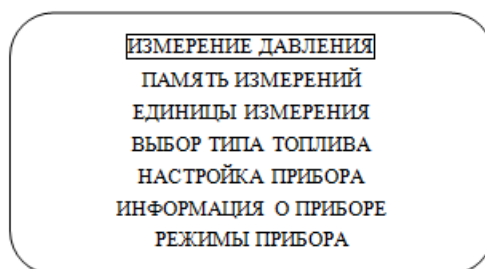 ИЗМЕРЕНИЕ ДАВЛЕНИЯ
ПАМЯТЬ ИЗМЕРЕНИЙ
ЕДИНИЦЫ ИЗМЕРЕНИЯ
ВЫБОР ТИПА ТОПЛИВА
НАСТРОЙКА ПРИБОРА
ИНФОРМАЦИЯ О ПРИБОРЕ
РЕЖИМЫ ПРИБОРА